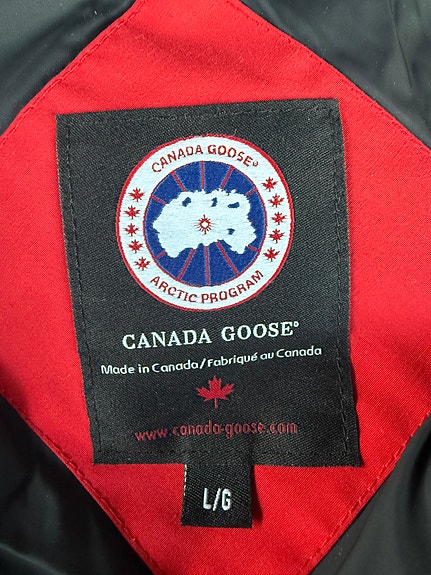 CANADA GOOSE®
ARCTIC PROGRAM
CANADA GOOSE®
Made in Canada/Fabriqué au Canada
www.canada-goose.com
L/G